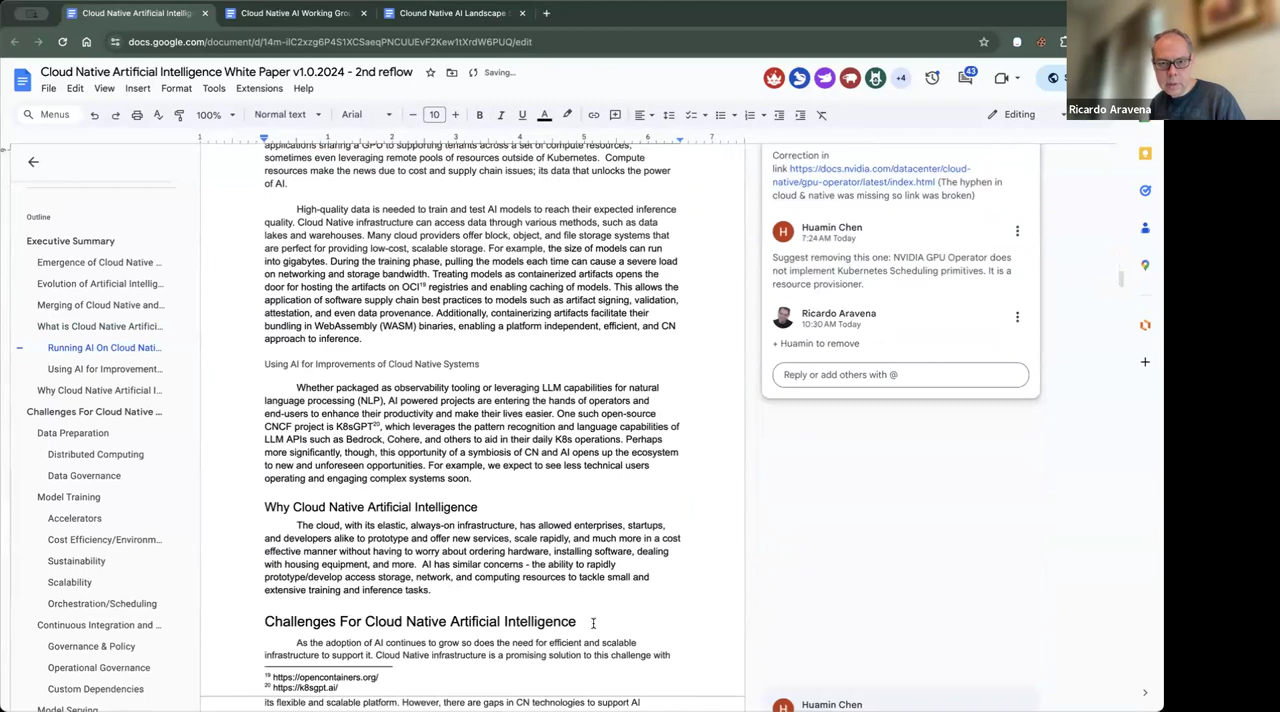 Cloud Native Artificial Intellig
Cloud Native AI Working Gro
Clound Native AI Landscape
docs.google.com/document/d/14m-ilC2xzg6P4S1XCSaeqPNCUUEvF2Kew1tXrdW6PUQ/edit
Cloud Native Artificial Intelligence White Paper v1.0.2024 - 2nd reflow
Saving...
+4
43
File Edit View Insert Format Tools Extensions Help
Menus
100%
Normal text
Arial
10
B I U A
Editing
Ricardo Aravena
1 1 2 3 4 5 6 7
Outline
Executive Summary
Emergence of Cloud Native ...
Evolution of Artificial Intellig...
Merging of Cloud Native and...
What is Cloud Native Artifici...
Running AI On Cloud Nati...
Using AI for Improvement...
Why Cloud Native Artificial I...
Challenges For Cloud Native ...
Data Preparation
Distributed Computing
Data Governance
Model Training
Accelerators
Cost Efficiency/Environm...
Sustainability
Scalability
Orchestration/Scheduling
Continuous Integration and ...
Governance & Policy
Operational Governance
Custom Dependencies
Model Serving
applications sharing a GPU to supporting tenants across a set of compute resources,
sometimes even leveraging remote pools of resources outside of Kubernetes. Compute
resources make the news due to cost and supply chain issues; its data that unlocks the power
of AI.
High-quality data is needed to train and test AI models to reach their expected inference
quality. Cloud Native infrastructure can access data through various methods, such as data
lakes and warehouses. Many cloud providers offer block, object, and file storage systems that
are perfect for providing low-cost, scalable storage. For example, the size of models can run
into gigabytes. During the training phase, pulling the models each time can cause a severe load
on networking and storage bandwidth. Treating models as containerized artifacts opens the
door for hosting the artifacts on OCI19 registries and enabling caching of models. This allows the
application of software supply chain best practices to models such as artifact signing, validation,
attestation, and even data provenance. Additionally, containerizing artifacts facilitate their
bundling in WebAssembly (WASM) binaries, enabling a platform independent, efficient, and CN
approach to inference.
Using AI for Improvements of Cloud Native Systems
Whether packaged as observability tooling or leveraging LLM capabilities for natural
language processing (NLP), AI powered projects are entering the hands of operators and
end-users to enhance their productivity and make their lives easier. One such open-source
CNCF project is K8sGPT20, which leverages the pattern recognition and language capabilities of
LLM APIs such as Bedrock, Cohere, and others to aid in their daily K8s operations. Perhaps
more significantly, though, this opportunity of a symbiosis of CN and AI opens up the ecosystem
to new and unforeseen opportunities. For example, we expect to see less technical users
operating and engaging complex systems soon.
Why Cloud Native Artificial Intelligence
The cloud, with its elastic, always-on infrastructure, has allowed enterprises, startups,
and developers alike to prototype and offer new services, scale rapidly, and much more in a cost
effective manner without having to worry about ordering hardware, installing software, dealing
with housing equipment, and more. AI has similar concerns - the ability to rapidly
prototype/develop access storage, network, and computing resources to tackle small and
extensive training and inference tasks.
Challenges For Cloud Native Artificial Intelligence
As the adoption of AI continues to grow so does the need for efficient and scalable
infrastructure to support it. Cloud Native infrastructure is a promising solution to this challenge with
19 https://opencontainers.org/
20 https://k8sgpt.ai/
its flexible and scalable platform. However, there are gaps in CN technologies to support AI
Correction in
link https://docs.nvidia.com/datacenter/cloud-
native/gpu-operator/latest/index.html (The hyphen in
cloud & native was missing so link was broken)
H
Huamin Chen
7:24 AM Today
Suggest removing this one: NVIDIA GPU Operator does
not implement Kubernetes Scheduling primitives. It is a
resource provisioner.
Ricardo Aravena
10:30 AM Today
+ Huamin to remove
Reply or add others with @
H
Huamin Chen